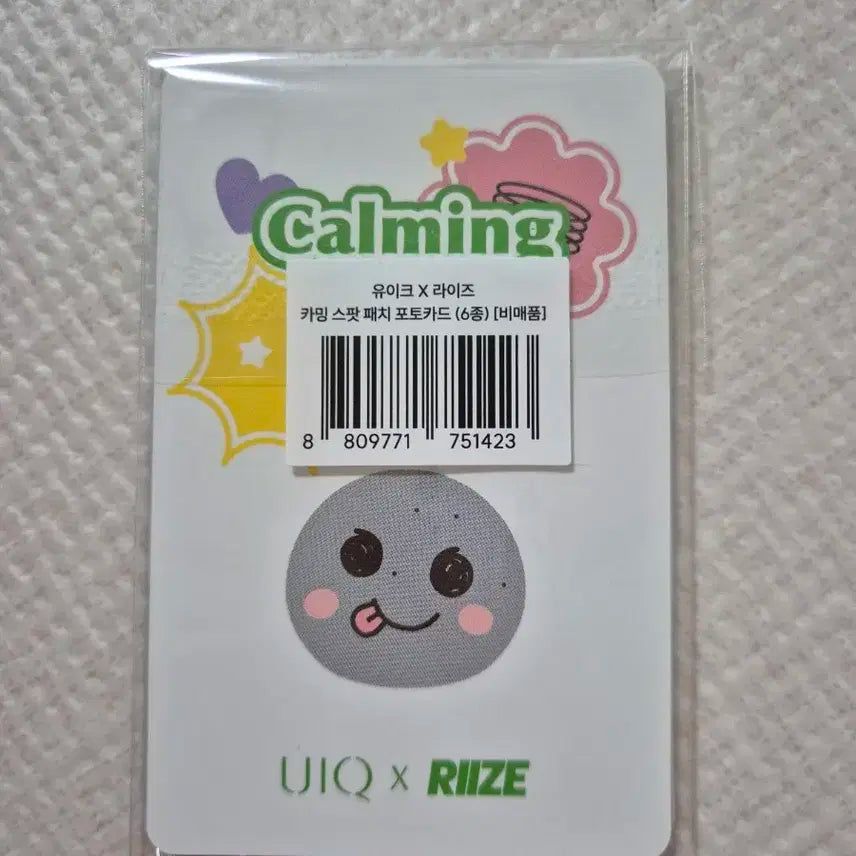 Calming
유이크 X 라이즈
카밍 스팟 패치 포토카드 (6종) [비매품]
8 809771 751423
UIQ x RIIZE